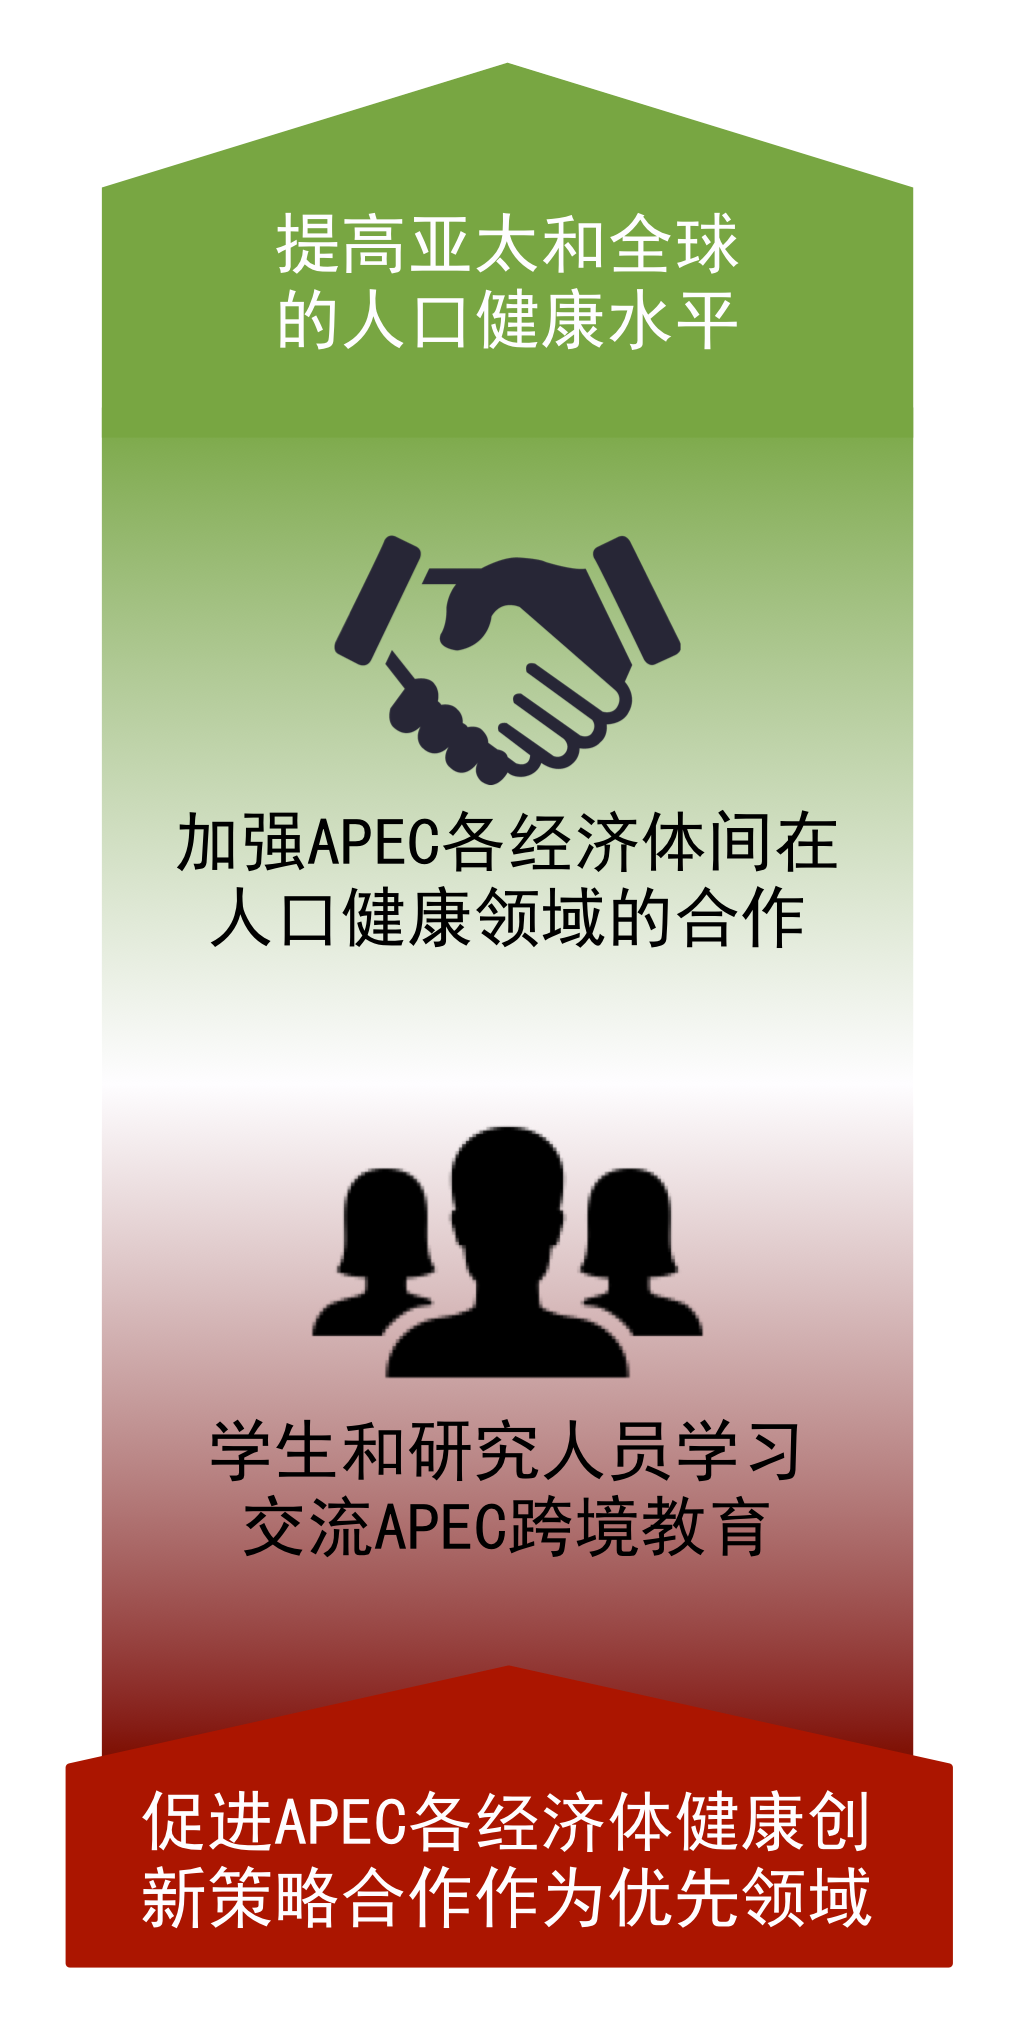 提高亚太和全球
的人口健康水平
加强APEC各经济体间在
人口健康领域的合作
学生和研究人员学习
交流APEC跨境教育
促进APEC各经济体健康创
新策略合作作为优先领域